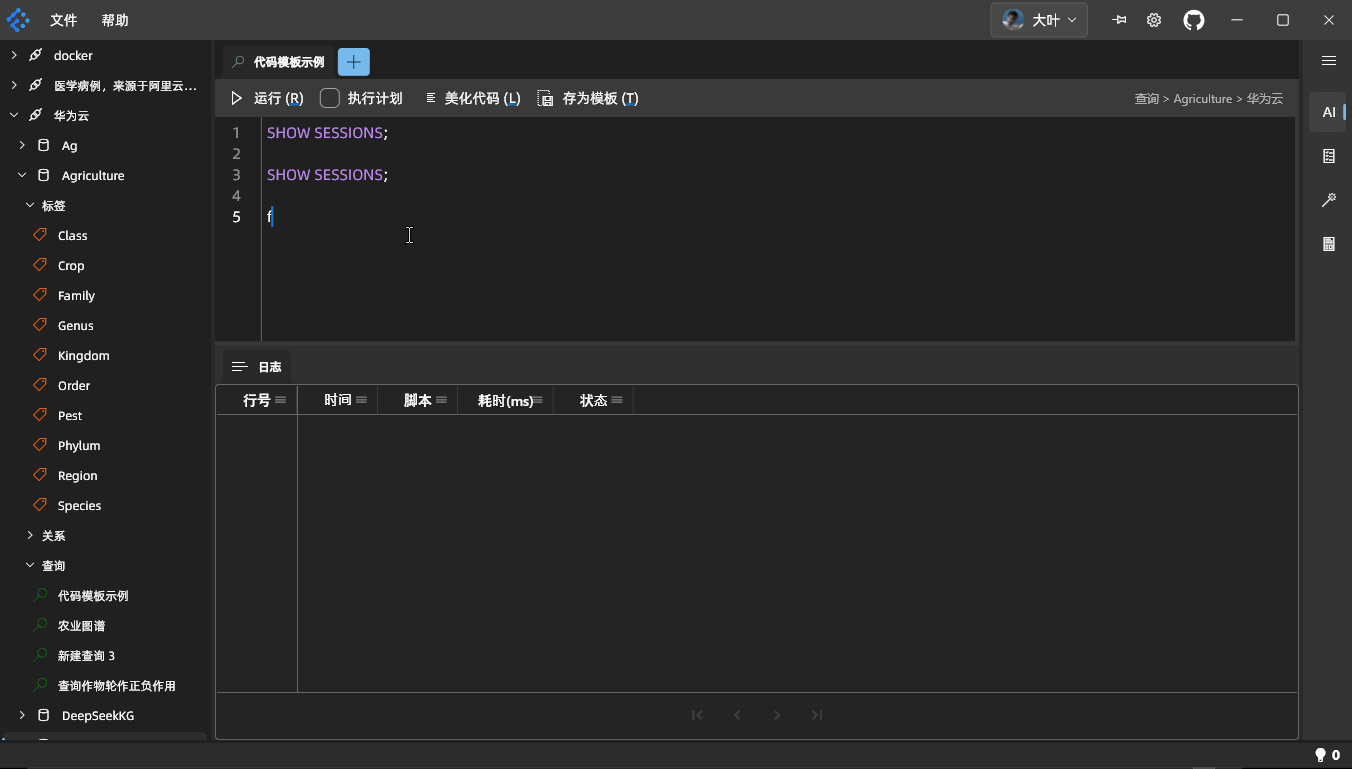 文件 帮助 大叶
docker
医学病例，来源于阿里云...
华为云
Ag
Agriculture
标签
Class
Crop
Family
Genus
Kingdom
Order
Pest
Phylum
Region
Species
关系
查询
代码模板示例
农业图谱
新建查询 3
查询作物轮作正负作用
DeepSeekKG
代码模板示例
运行 (R) 执行计划 美化代码 (L) 存为模板 (T) 查询 > Agriculture > 华为云
1 SHOW SESSIONS;
2
3 SHOW SESSIONS;
4
5 f
日志
行号 时间 脚本 耗时(ms) 状态
AI
0